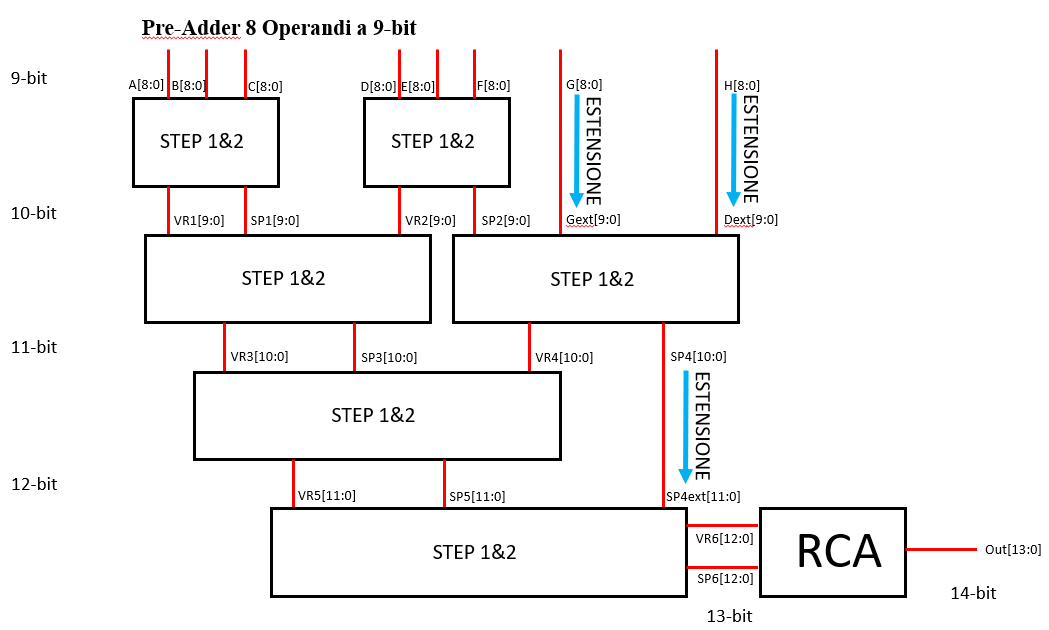 Pre-Adder 8 Operandi a 9-bit
9-bit
A[8:0] B[8:0] C[8:0] D[8:0] E[8:0] F[8:0] G[8:0] H[8:0]
STEP 1&2 STEP 1&2 ESTENSIONE ESTENSIONE
10-bit
VR1[9:0] SP1[9:0] VR2[9:0] SP2[9:0] Gext[9:0] Dext[9:0]
STEP 1&2 STEP 1&2
11-bit
VR3[10:0] SP3[10:0] VR4[10:0] SP4[10:0]
STEP 1&2 ESTENSIONE
12-bit
VR5[11:0] SP5[11:0] SP4ext[11:0]
STEP 1&2 VR6[12:0] RCA Out[13:0]
SP6[12:0]
14-bit
13-bit